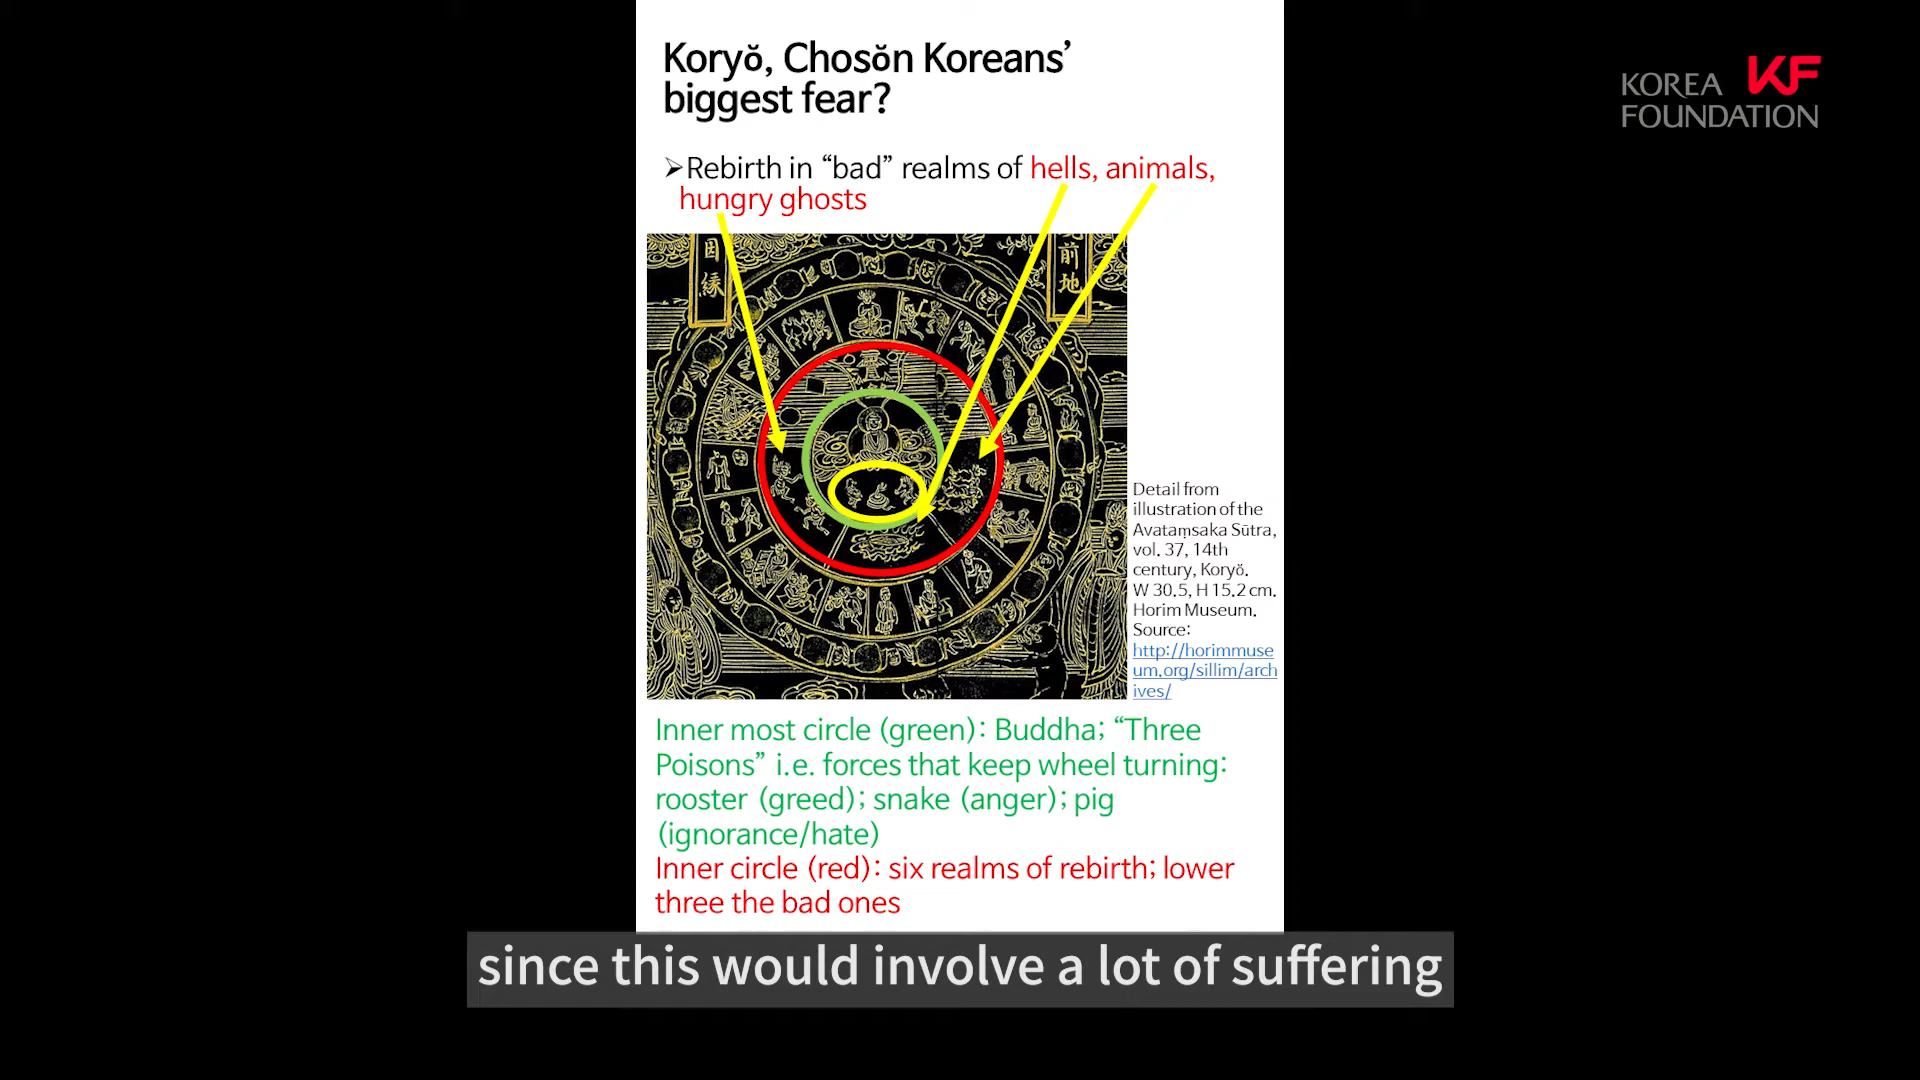 Koryŏ, Chosŏn Koreans’
biggest fear?
KOREA KF
FOUNDATION
➢Rebirth in “bad” realms of hells, animals,
hungry ghosts
因緣
前地
Detail from
illustration of the
Avataṃsaka Sūtra,
vol. 37, 14th
century, Koryŏ.
W 30.5, H 15.2 cm.
Horim Museum.
Source:
http://horimmuse
um.org/sillim/arch
ives/
Inner most circle (green): Buddha; “Three
Poisons” i.e. forces that keep wheel turning:
rooster (greed); snake (anger); pig
(ignorance/hate)
Inner circle (red): six realms of rebirth; lower
three the bad ones
since this would involve a lot of suffering